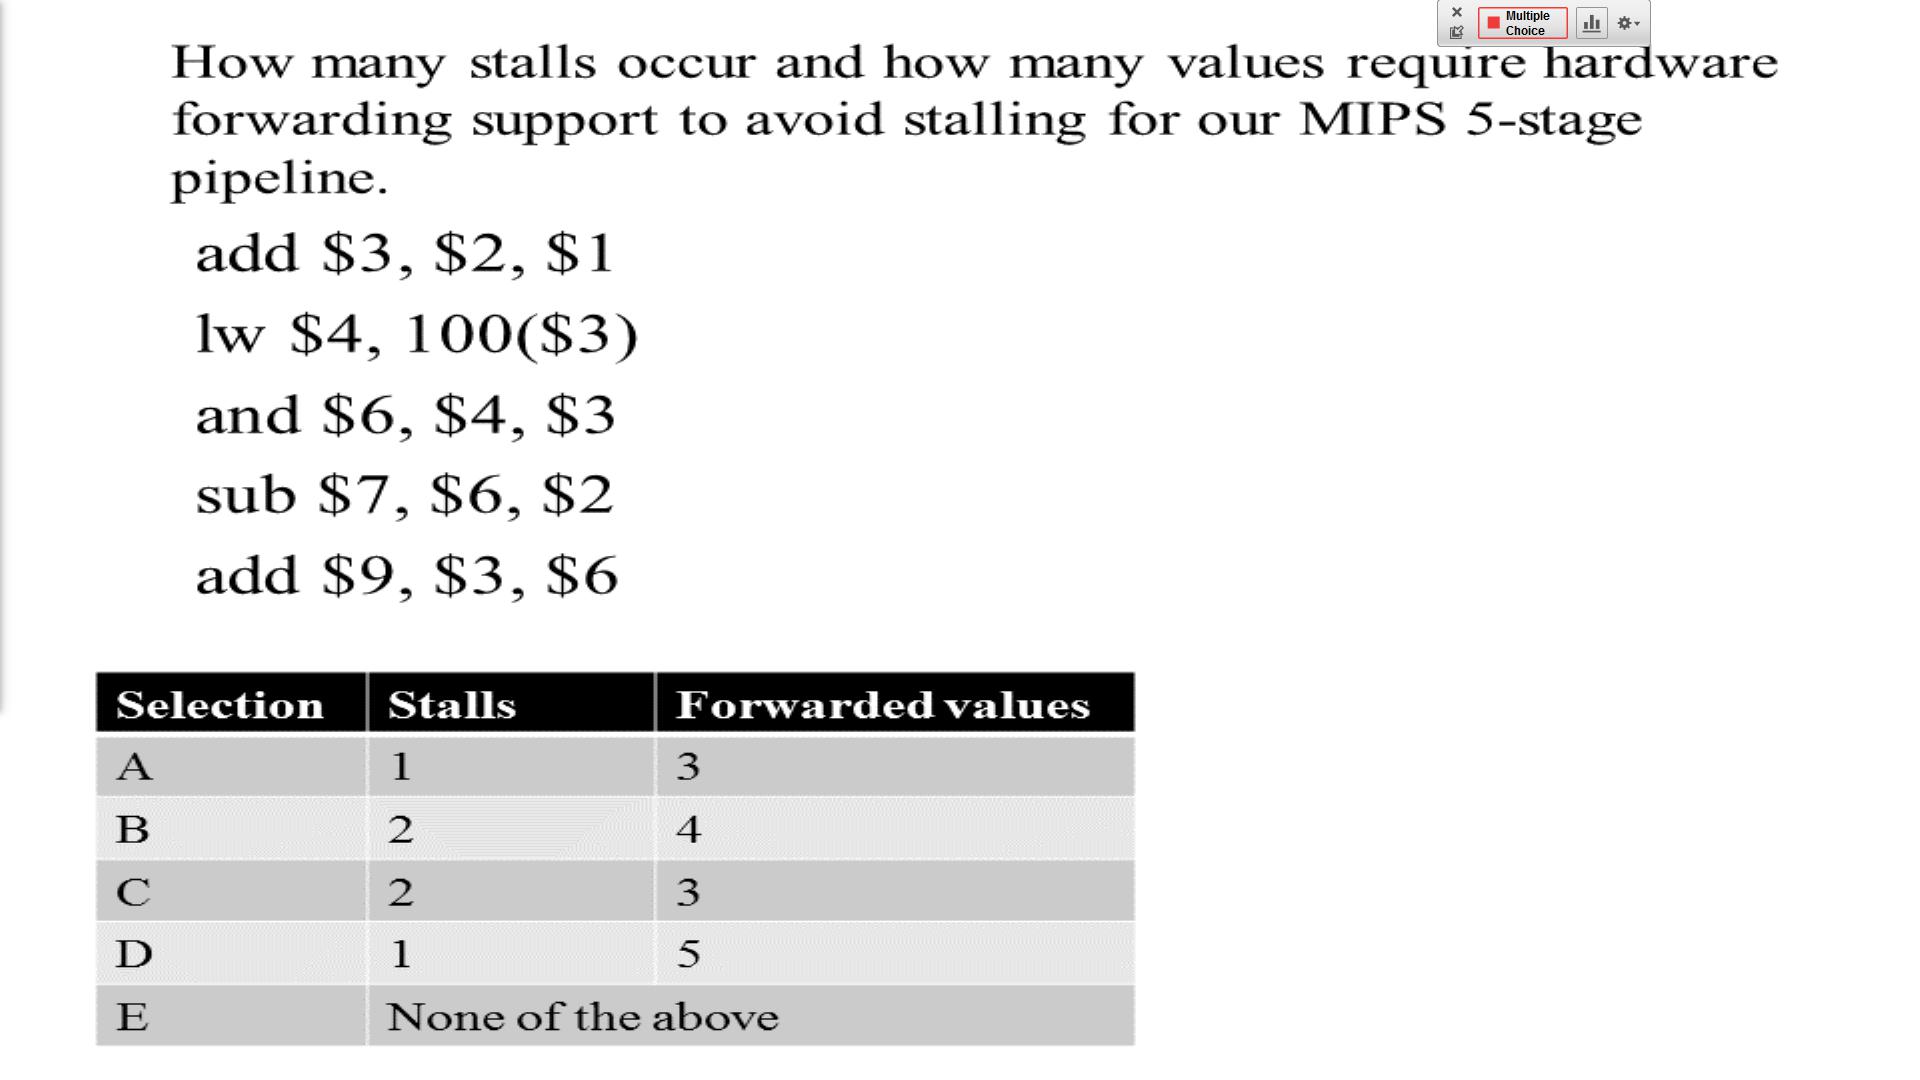 Multiple
Choice
How many stalls occur and how many values require hardware
forwarding support to avoid stalling for our MIPS 5-stage
pipeline.
add $3, $2, $1
lw $4, 100($3)
and $6, $4, $3
sub $7, $6, $2
add $9, $3, $6
Selection Stalls Forwarded values
A 1 3
B 2 4
C 2 3
D 1 5
E None of the above